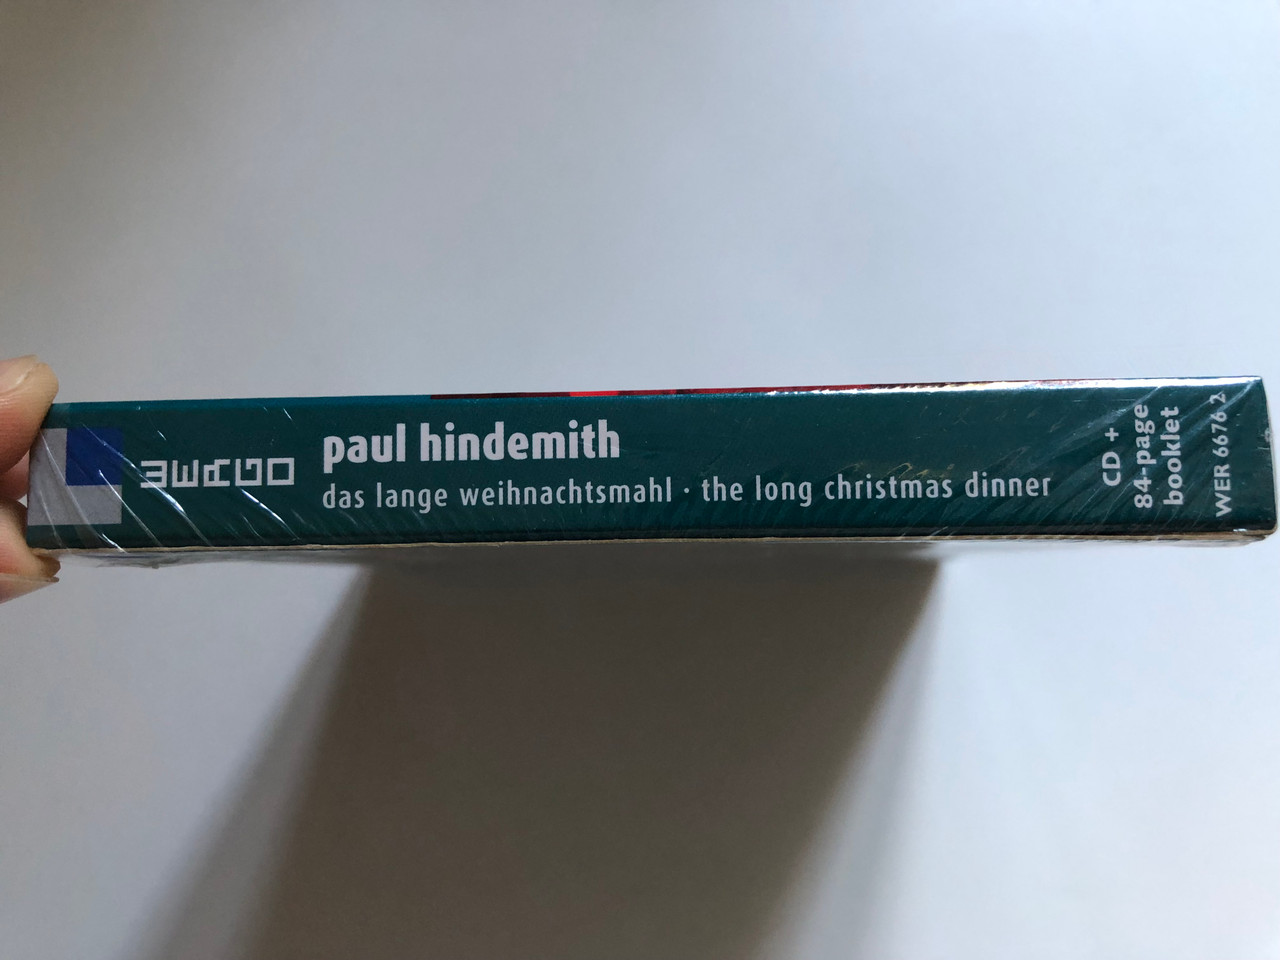 WERGO
paul hindemith
das lange weihnachtsmahl · the long christmas dinner
CD +
84-page
booklet
WER 6676 2